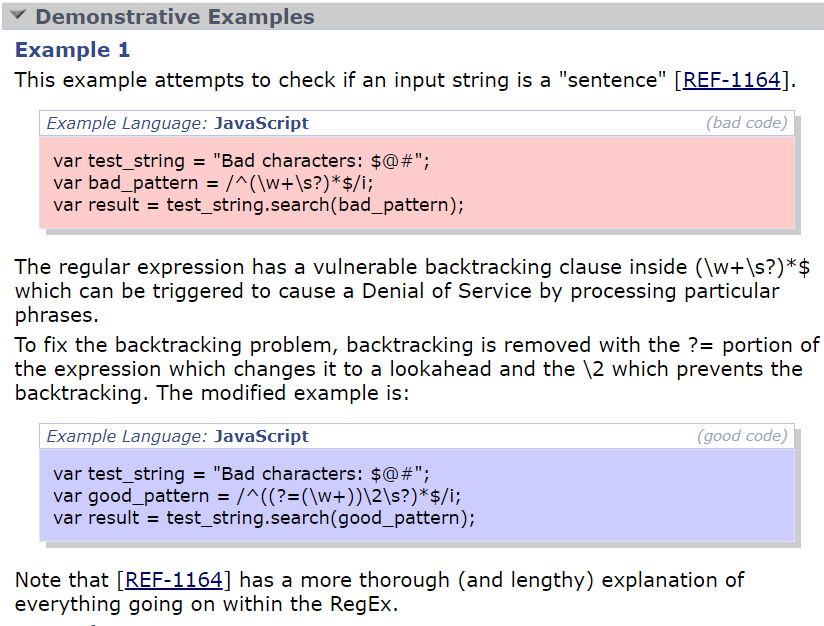 Demonstrative Examples
Example 1
This example attempts to check if an input string is a "sentence" [REF-1164].
Example Language: JavaScript (bad code)
var test_string = "Bad characters: $@#";
var bad_pattern = /^(\w+\s?)*$/i;
var result = test_string.search(bad_pattern);
The regular expression has a vulnerable backtracking clause inside (\w+\s?)*$
which can be triggered to cause a Denial of Service by processing particular
phrases.
To fix the backtracking problem, backtracking is removed with the ?= portion of
the expression which changes it to a lookahead and the \2 which prevents the
backtracking. The modified example is:
Example Language: JavaScript (good code)
var test_string = "Bad characters: $@#";
var good_pattern = /^((?=(\w+))\2\s?)*$/i;
var result = test_string.search(good_pattern);
Note that [REF-1164] has a more thorough (and lengthy) explanation of
everything going on within the RegEx.